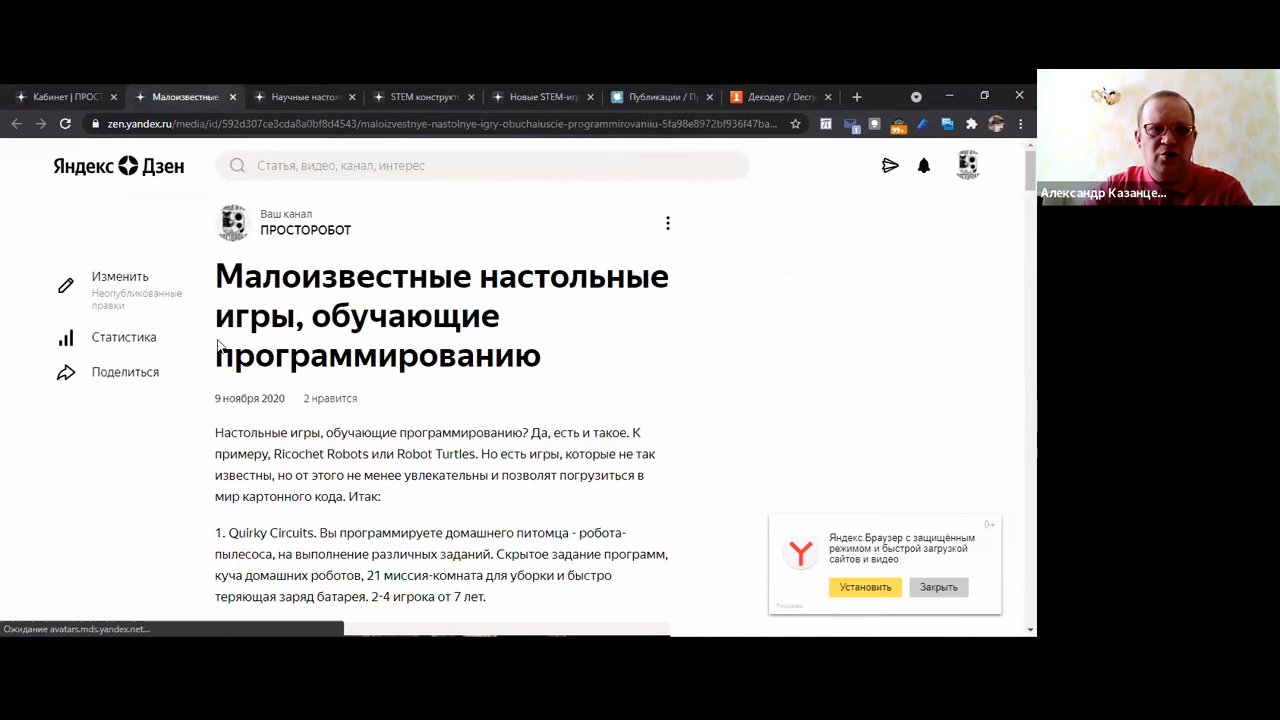 Кабинет | ПРОСТ
Малоизвестные
Научные насто
STEM конструкт
Новые STEM-иг
Публикации / П
Декодер / Decry
zen.yandex.ru/media/id/592d307ce3cda8a0bf8d4543/maloizvestnye-nastolnye-igry-obuchaiuscie-programmirovaniiu-5fa98e8972bf936f47ba...
99+
Яндекс Дзен
Статья, видео, канал, интерес
Ваш канал
ПРОСТОРОБОТ
Изменить
Неопубликованные
правки
Статистика
Поделиться
Малоизвестные настольные
игры, обучающие
программированию
9 ноября 2020 2 нравится
Настольные игры, обучающие программированию? Да, есть и такое. К
примеру, Ricochet Robots или Robot Turtles. Но есть игры, которые не так
известны, но от этого не менее увлекательны и позволят погрузиться в
мир картонного кода. Итак:
1. Quirky Circuits. Вы программируете домашнего питомца - робота-
пылесоса, на выполнение различных заданий. Скрытое задание программ,
куча домашних роботов, 21 миссия-комната для уборки и быстро
теряющая заряд батарея. 2-4 игрока от 7 лет.
0+
Яндекс.Браузер с защищённым
режимом и быстрой загрузкой
сайтов и видео
Установить Закрыть
Реклама
Ожидание avatars.mds.yandex.net...
Александр Казанце...